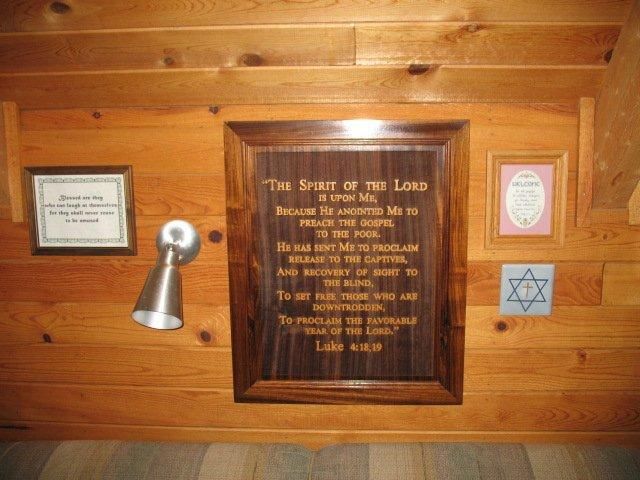 Blessed are they
who can laugh at themselves
for they shall never cease
to be amused
"THE SPIRIT OF THE LORD
IS UPON ME,
BECAUSE HE ANOINTED ME TO
PREACH THE GOSPEL
TO THE POOR.
HE HAS SENT ME TO PROCLAIM
RELEASE TO THE CAPTIVES,
AND RECOVERY OF SIGHT TO
THE BLIND,
TO SET FREE THOSE WHO ARE
DOWNTRODDEN,
TO PROCLAIM THE FAVORABLE
YEAR OF THE LORD."
Luke 4:18,19
WELCOME